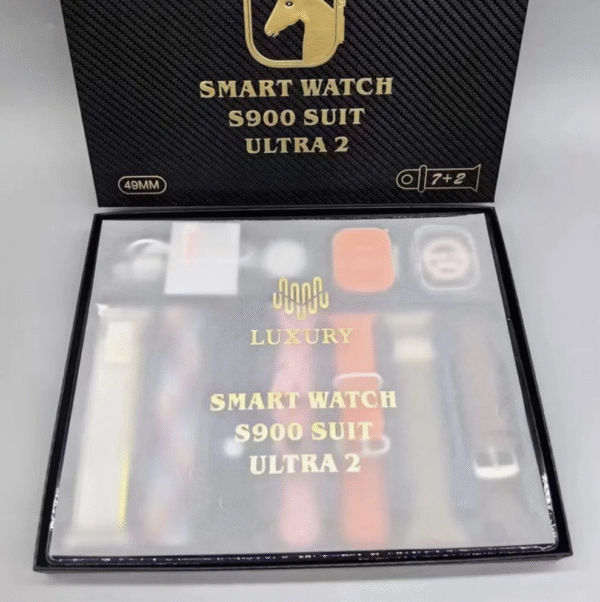 SMART WATCH
S900 SUIT
ULTRA 2
49MM
7+2
LUXURY
SMART WATCH
S900 SUIT
ULTRA 2